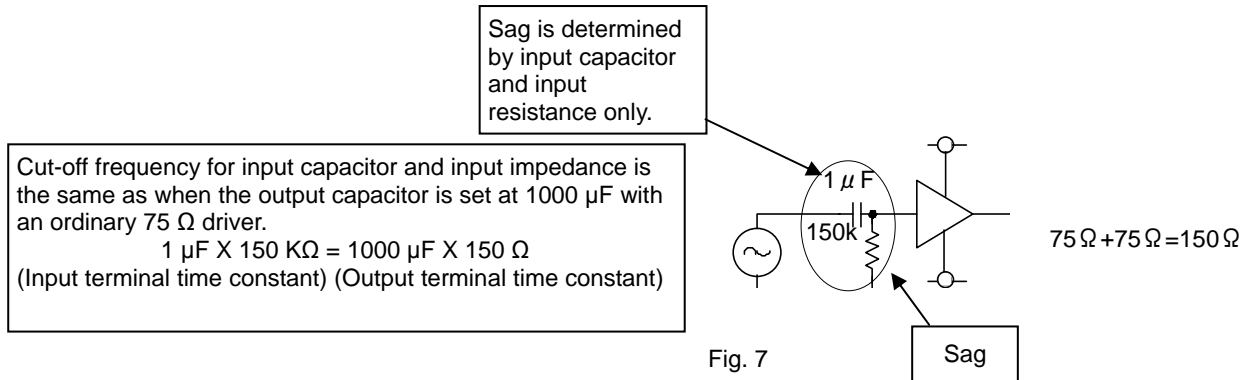 Sag is determined
by input capacitor
and input
resistance only.
Cut-off frequency for input capacitor and input impedance is
the same as when the output capacitor is set at 1000 µF with
an ordinary 75 Ω driver.
1 µF X 150 KΩ = 1000 µF X 150 Ω
(Input terminal time constant) (Output terminal time constant)
1 μ F
150k
75Ω+75Ω=150Ω
Fig. 7
Sag